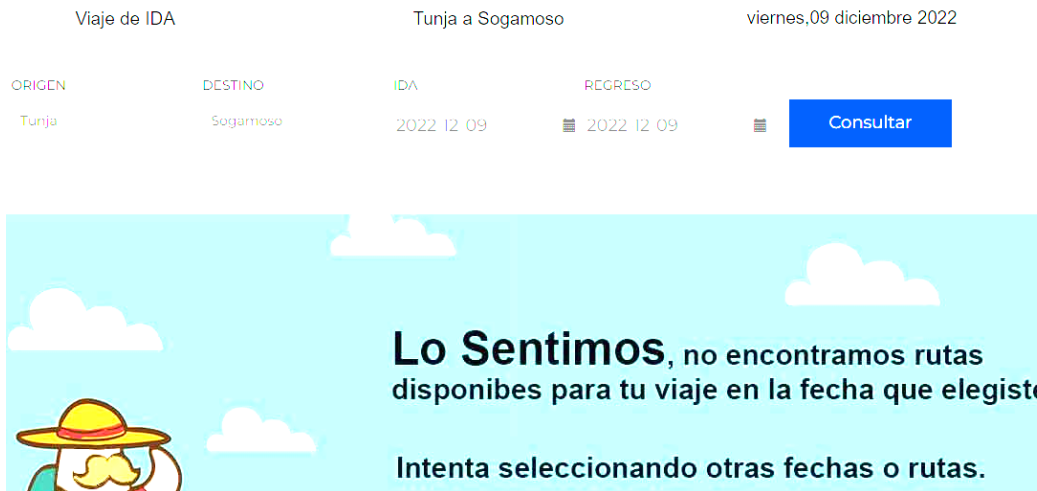 Viaje de IDA Tunja a Sogamoso viernes,09 diciembre 2022
ORIGEN DESTINO IDA REGRESO
Tunja Sogamoso 2022 12 09 2022 12 09 Consultar
Lo Sentimos, no encontramos rutas
disponibes para tu viaje en la fecha que elegiste
Intenta seleccionando otras fechas o rutas.